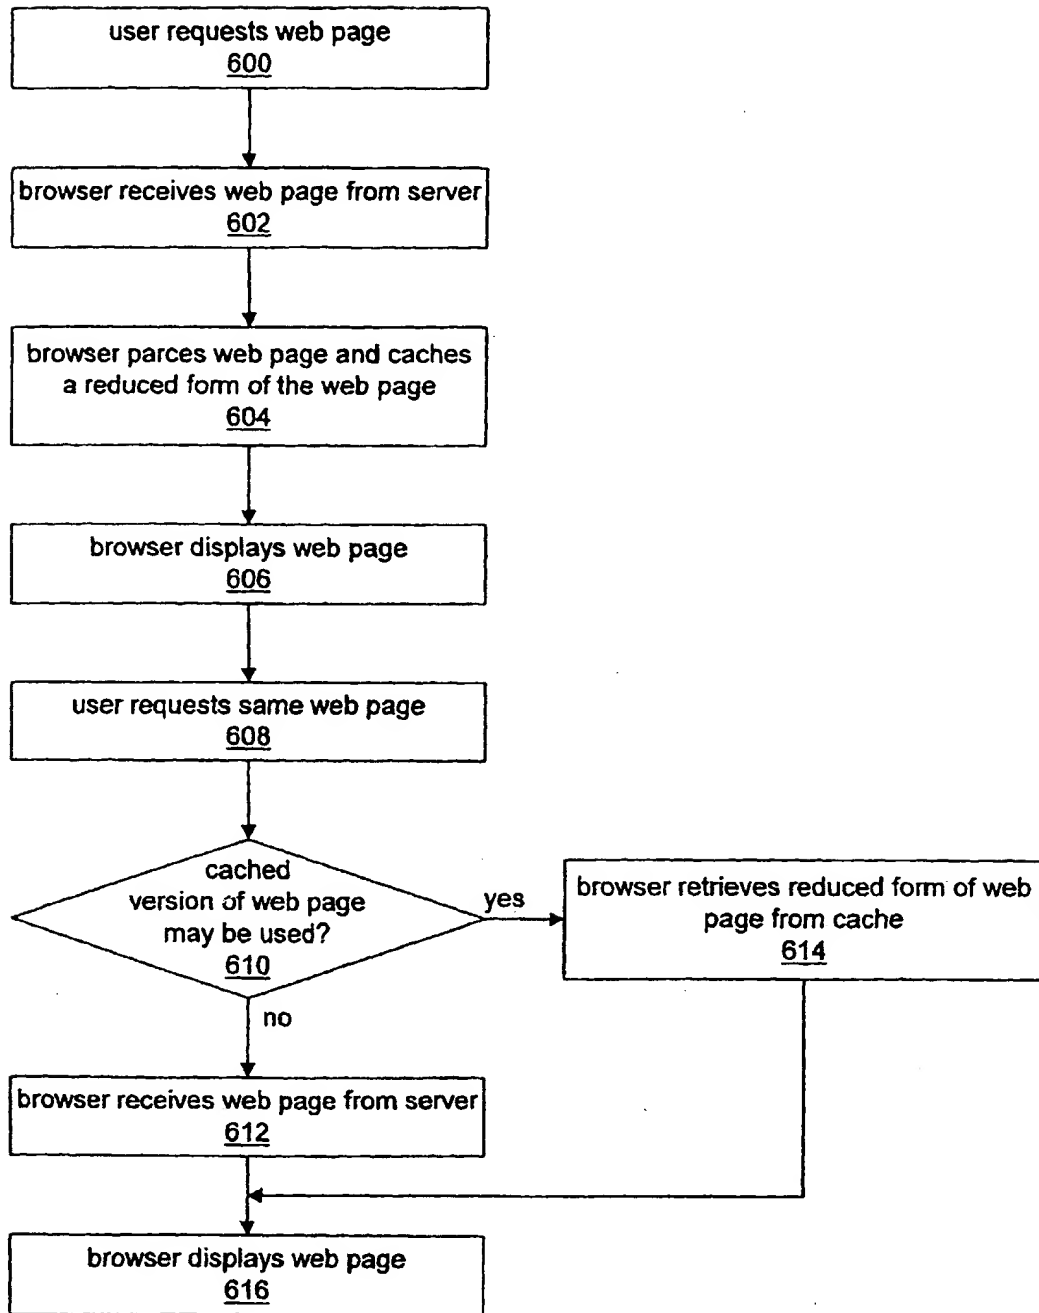 user requests web page
600
browser receives web page from server
602
browser parces web page and caches
a reduced form of the web page
604
browser displays web page
606
user requests same web page
608
cached
version of web page
may be used?
610
yes
browser retrieves reduced form of web
page from cache
614
no
browser receives web page from server
612
browser displays web page
616